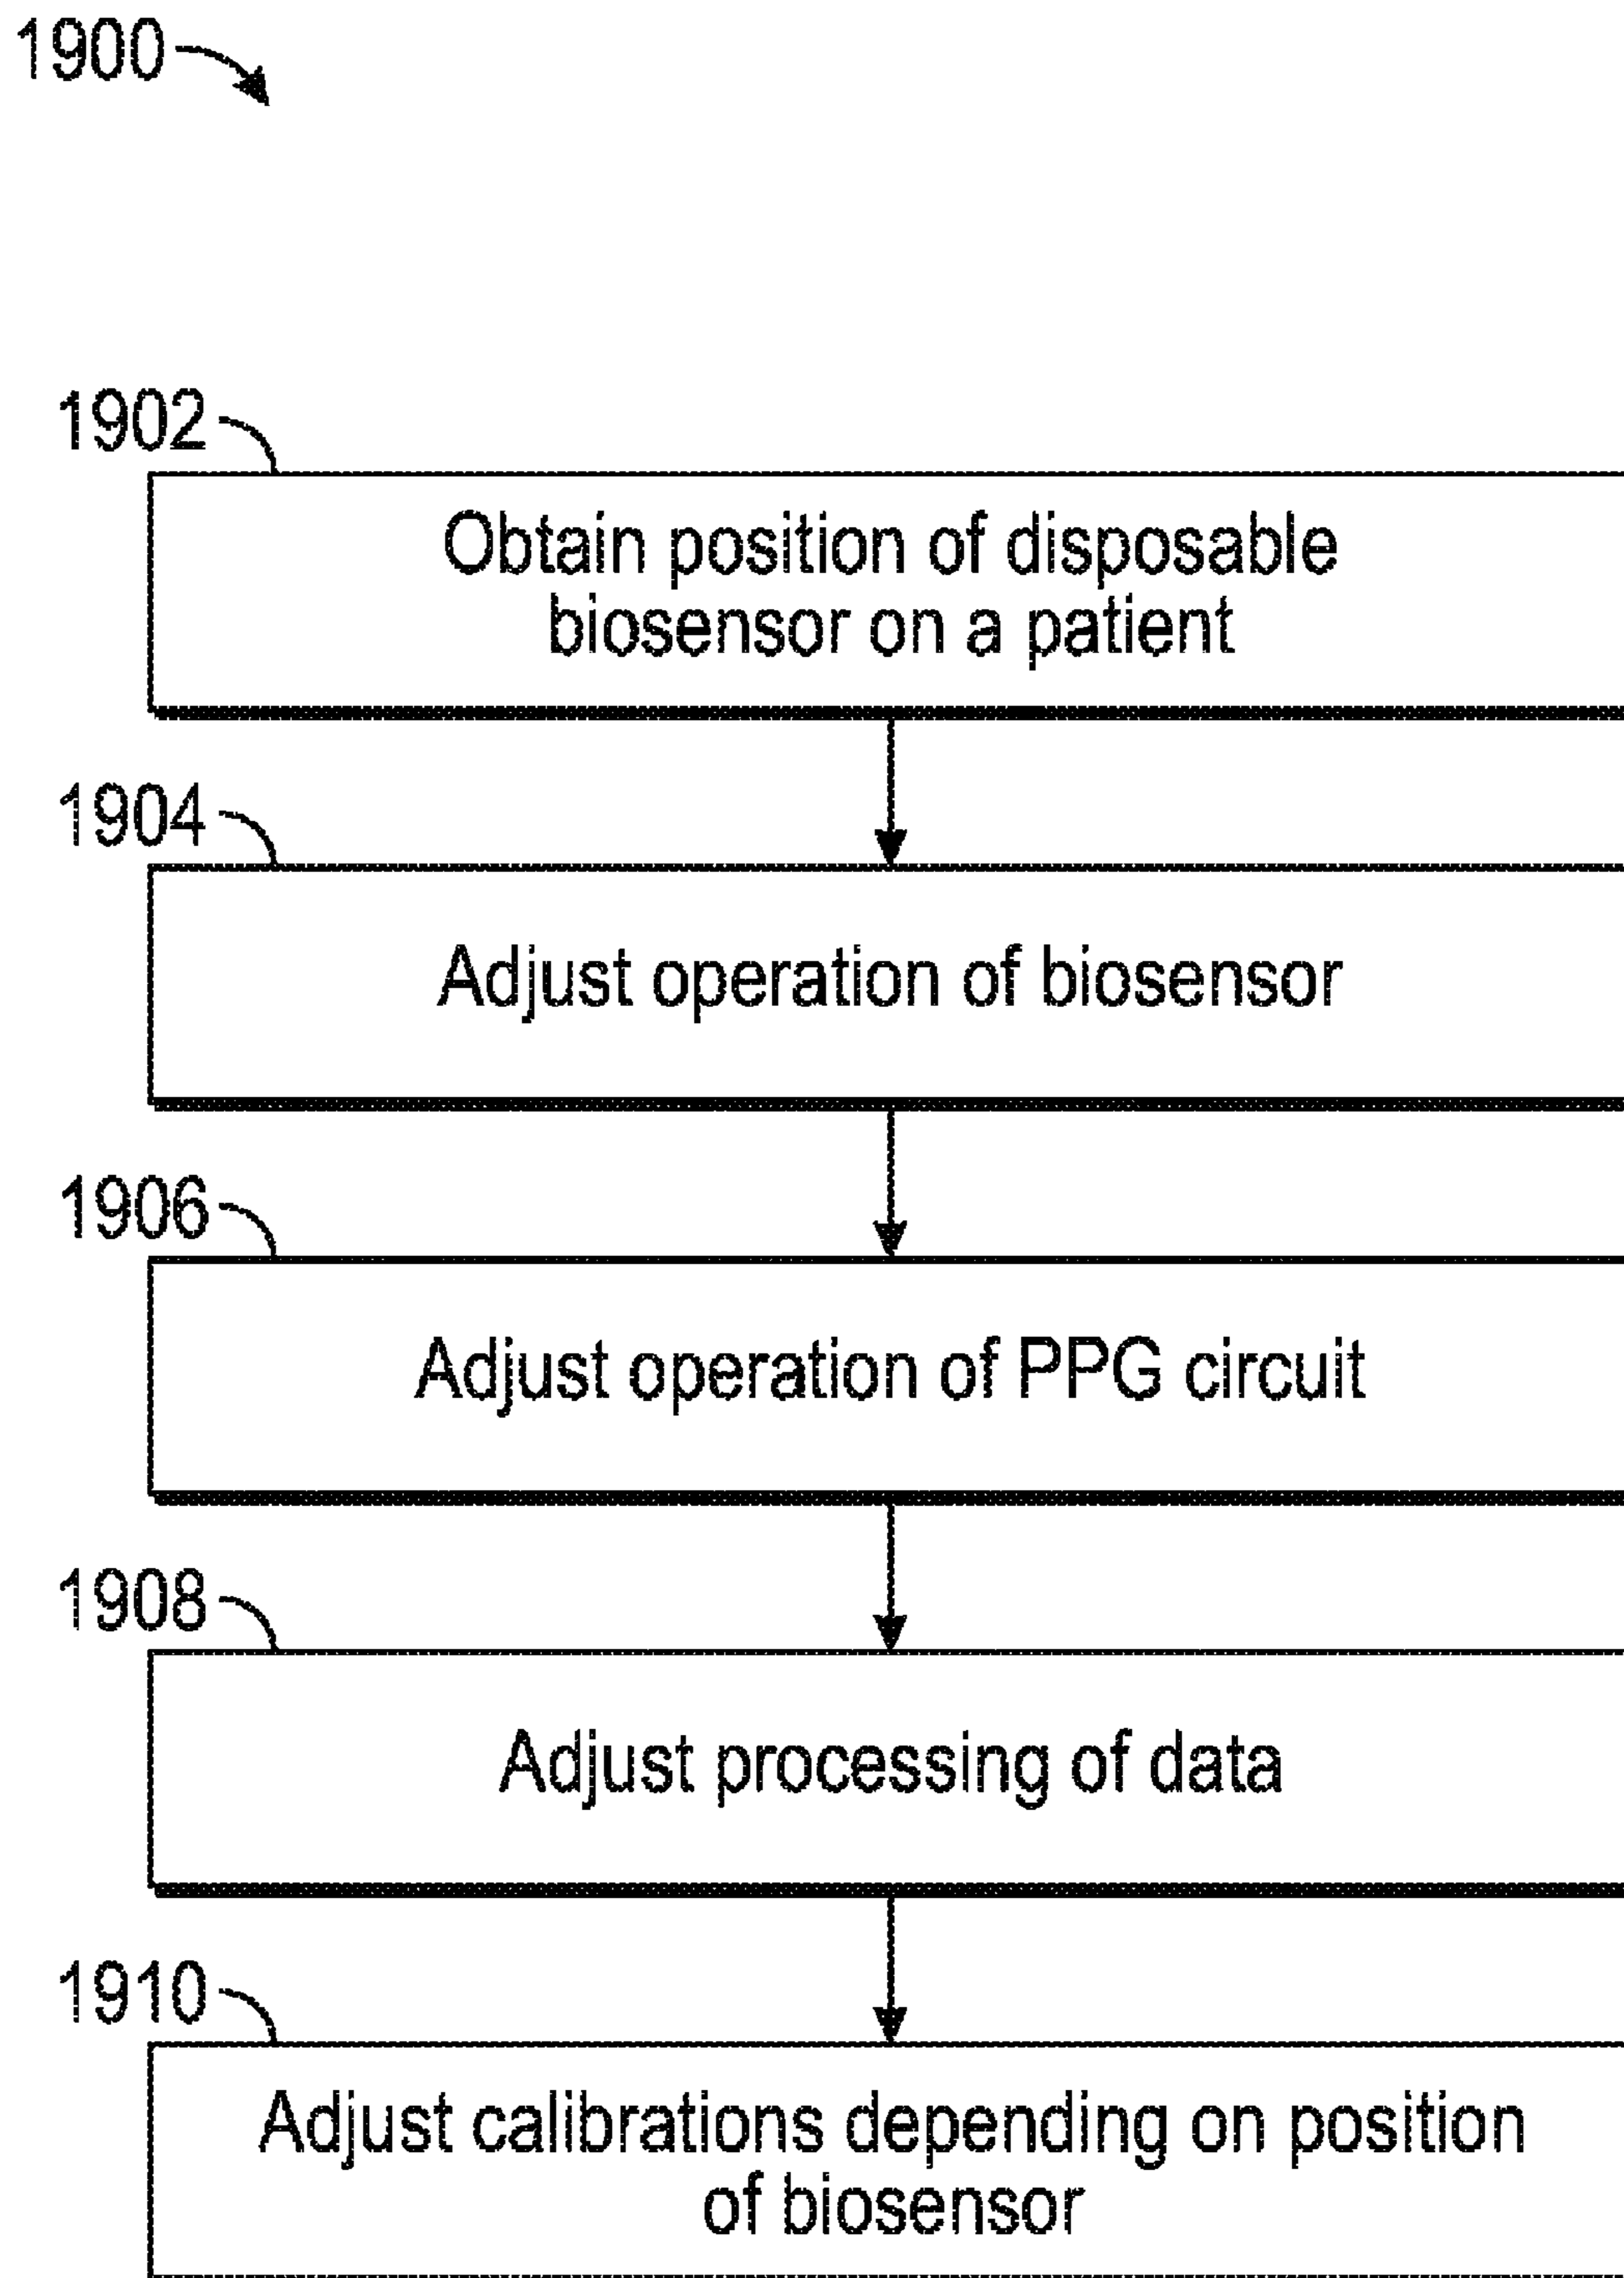 1900
1902
Obtain position of disposable
biosensor on a patient
1904
Adjust operation of biosensor
1906
Adjust operation of PPG circuit
1908
Adjust processing of data
1910
Adjust calibrations depending on position
of biosensor